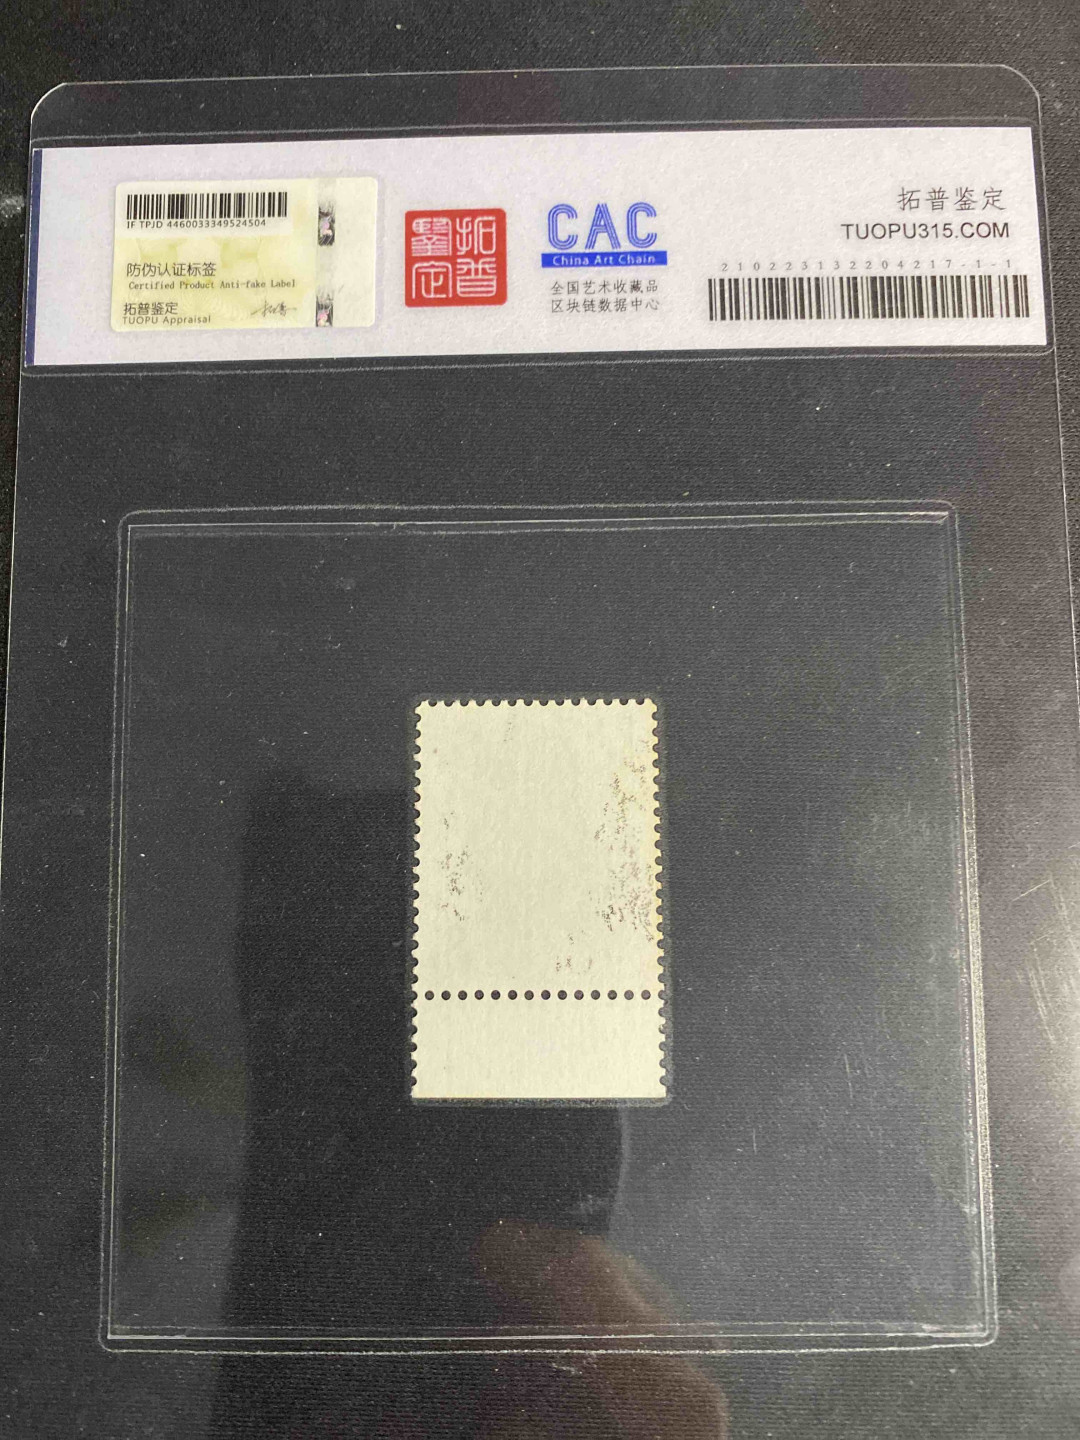 IF TPJD 4460033349524504
防伪认证标签
Certified Product Anti-fake Label
拓普鉴定
TUOPU Appraisal
拓普
鑒定
CAC
China Art Chain
全国艺术收藏品
区块链数据中心
拓普鉴定
TUOPU315.COM
210223132204217-1-1